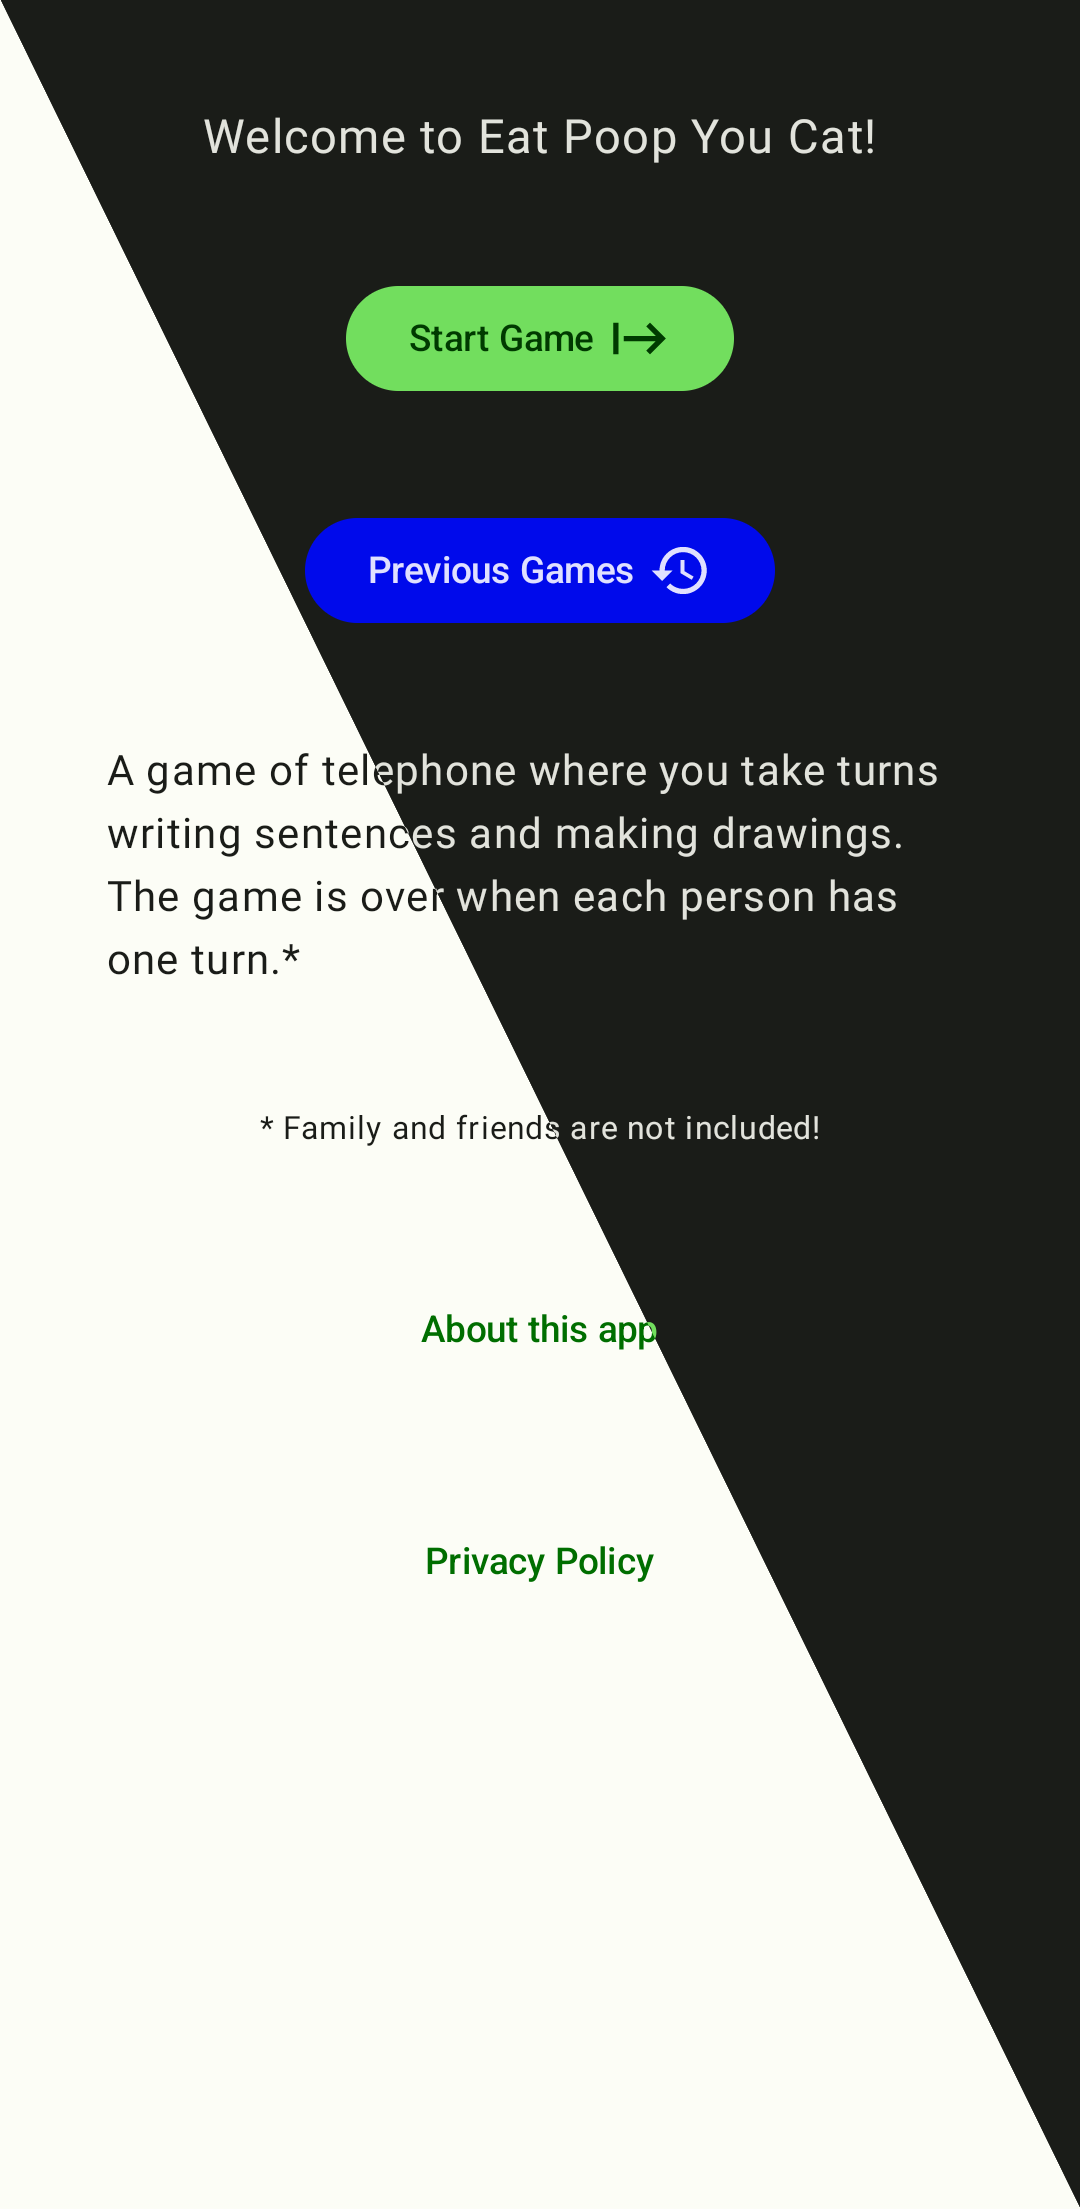 Welcome to Eat Poop You Cat!
Start Game
Previous Games
A game of telephone where you take turns
writing sentences and making drawings.
The game is over when each person has
one turn.*
* Family and friends are not included!
About this app
Privacy Policy